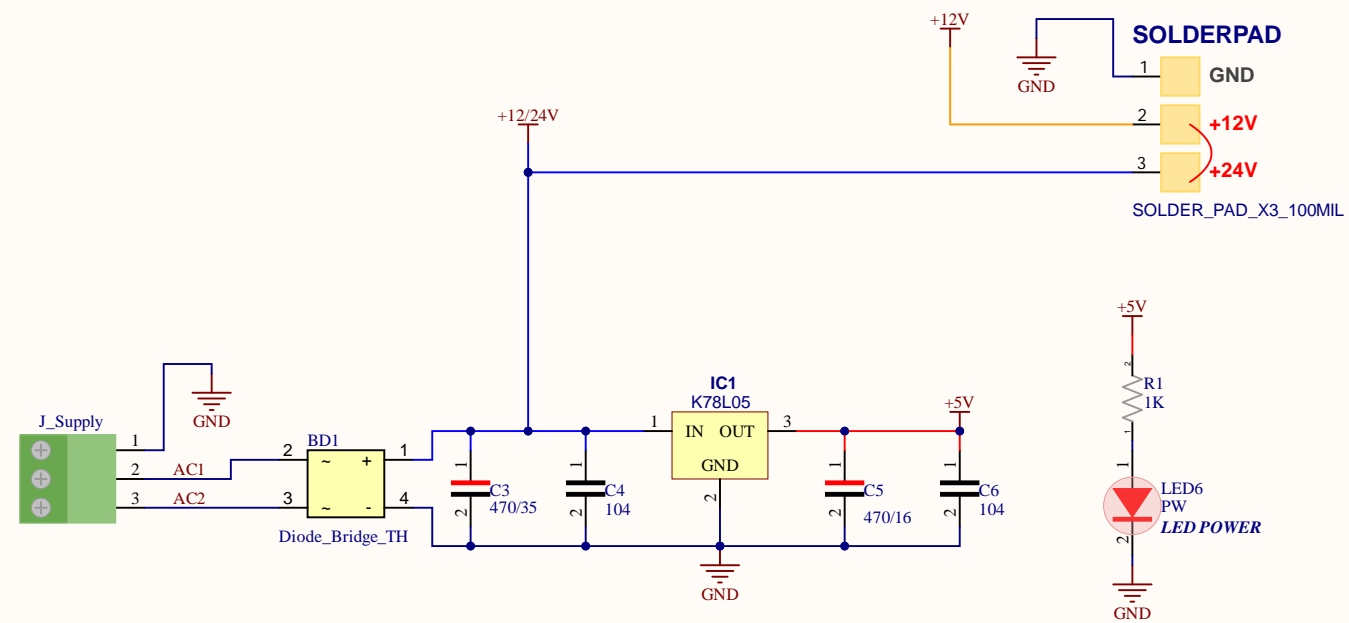 +12V
SOLDERPAD
1
GND
GND
2
+12V
+12/24V
3
+24V
SOLDER_PAD_X3_100MIL
+5V
2
R1
1K
1
J_Supply
GND
1
2
AC1
3
AC2
BD1
2
~
+
1
3
~
-
4
Diode_Bridge_TH
1
C3
470/35
2
1
C4
104
2
IC1
K78L05
1
IN OUT
3
GND
2
+5V
1
C5
470/16
2
1
C6
104
2
GND
1
LED6
PW
LED POWER
2
GND